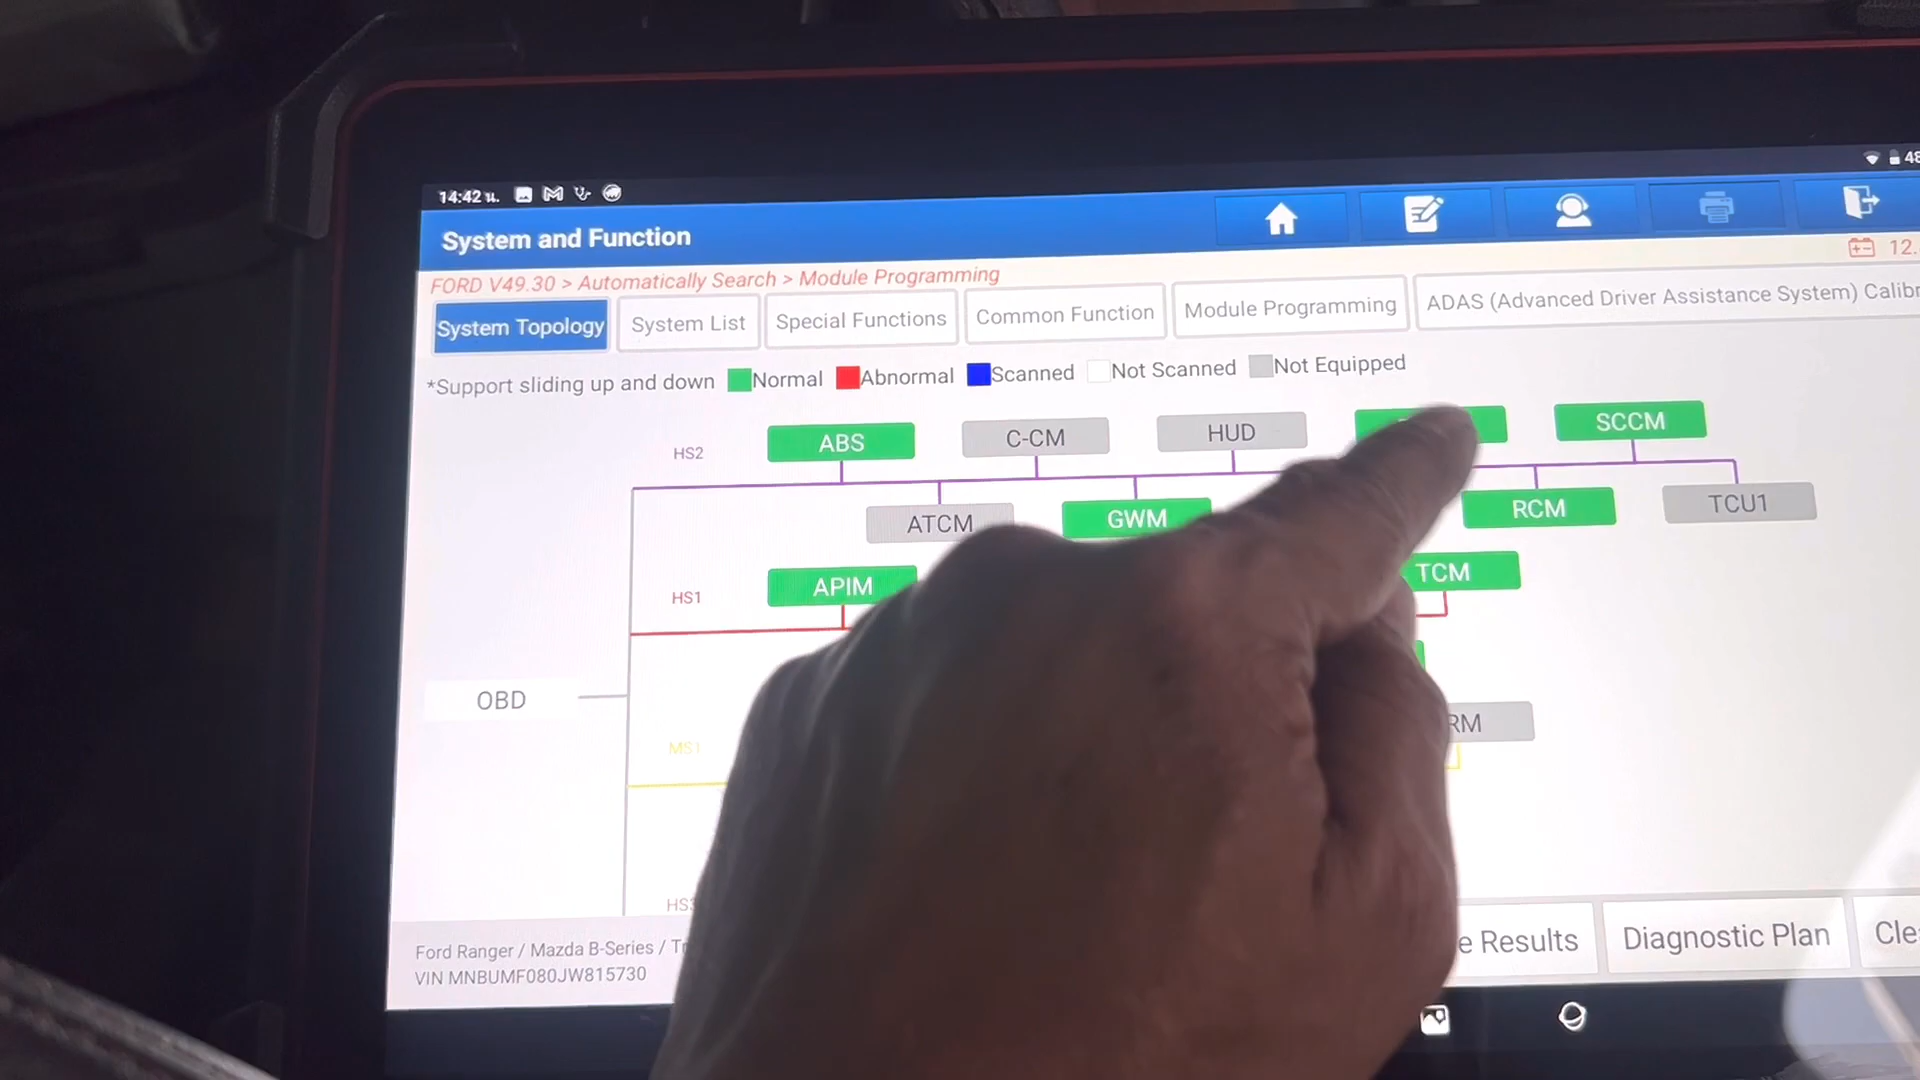 14:42 น.
48
System and Function
12.
FORD V49.30 > Automatically Search > Module Programming
System Topology
System List
Special Functions
Common Function
Module Programming
ADAS (Advanced Driver Assistance System) Calibr
*Support sliding up and down
Normal
Abnormal
Scanned
Not Scanned
Not Equipped
HS2
ABS
C-CM
HUD
SCCM
ATCM
GWM
RCM
TCU1
HS1
APIM
TCM
OBD
RM
MS1
HS3
Ford Ranger / Mazda B-Series / Tr
VIN MNBUMF080JW815730
e Results
Diagnostic Plan
Cle